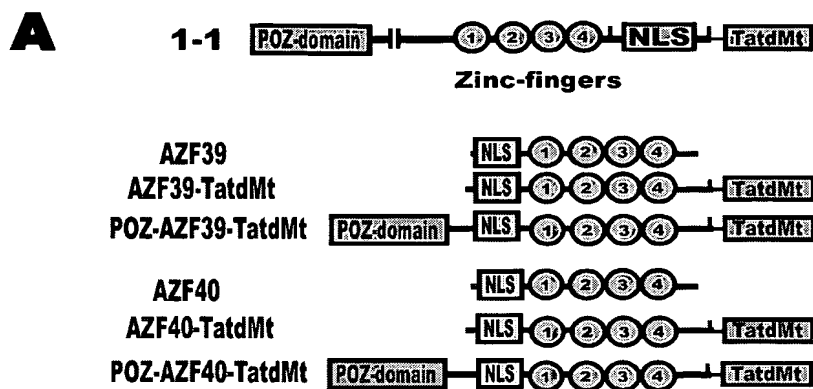 A
1-1 POZ-domain 1 2 3 4 NLS TatdMt
Zinc-fingers
AZF39 NLS 1 2 3 4
AZF39-TatdMt NLS 1 2 3 4 TatdMt
POZ-AZF39-TatdMt POZ-domain NLS 1 2 3 4 TatdMt
AZF40 NLS 1 2 3 4
AZF40-TatdMt NLS 1 2 3 4 TatdMt
POZ-AZF40-TatdMt POZ-domain NLS 1 2 3 4 TatdMt